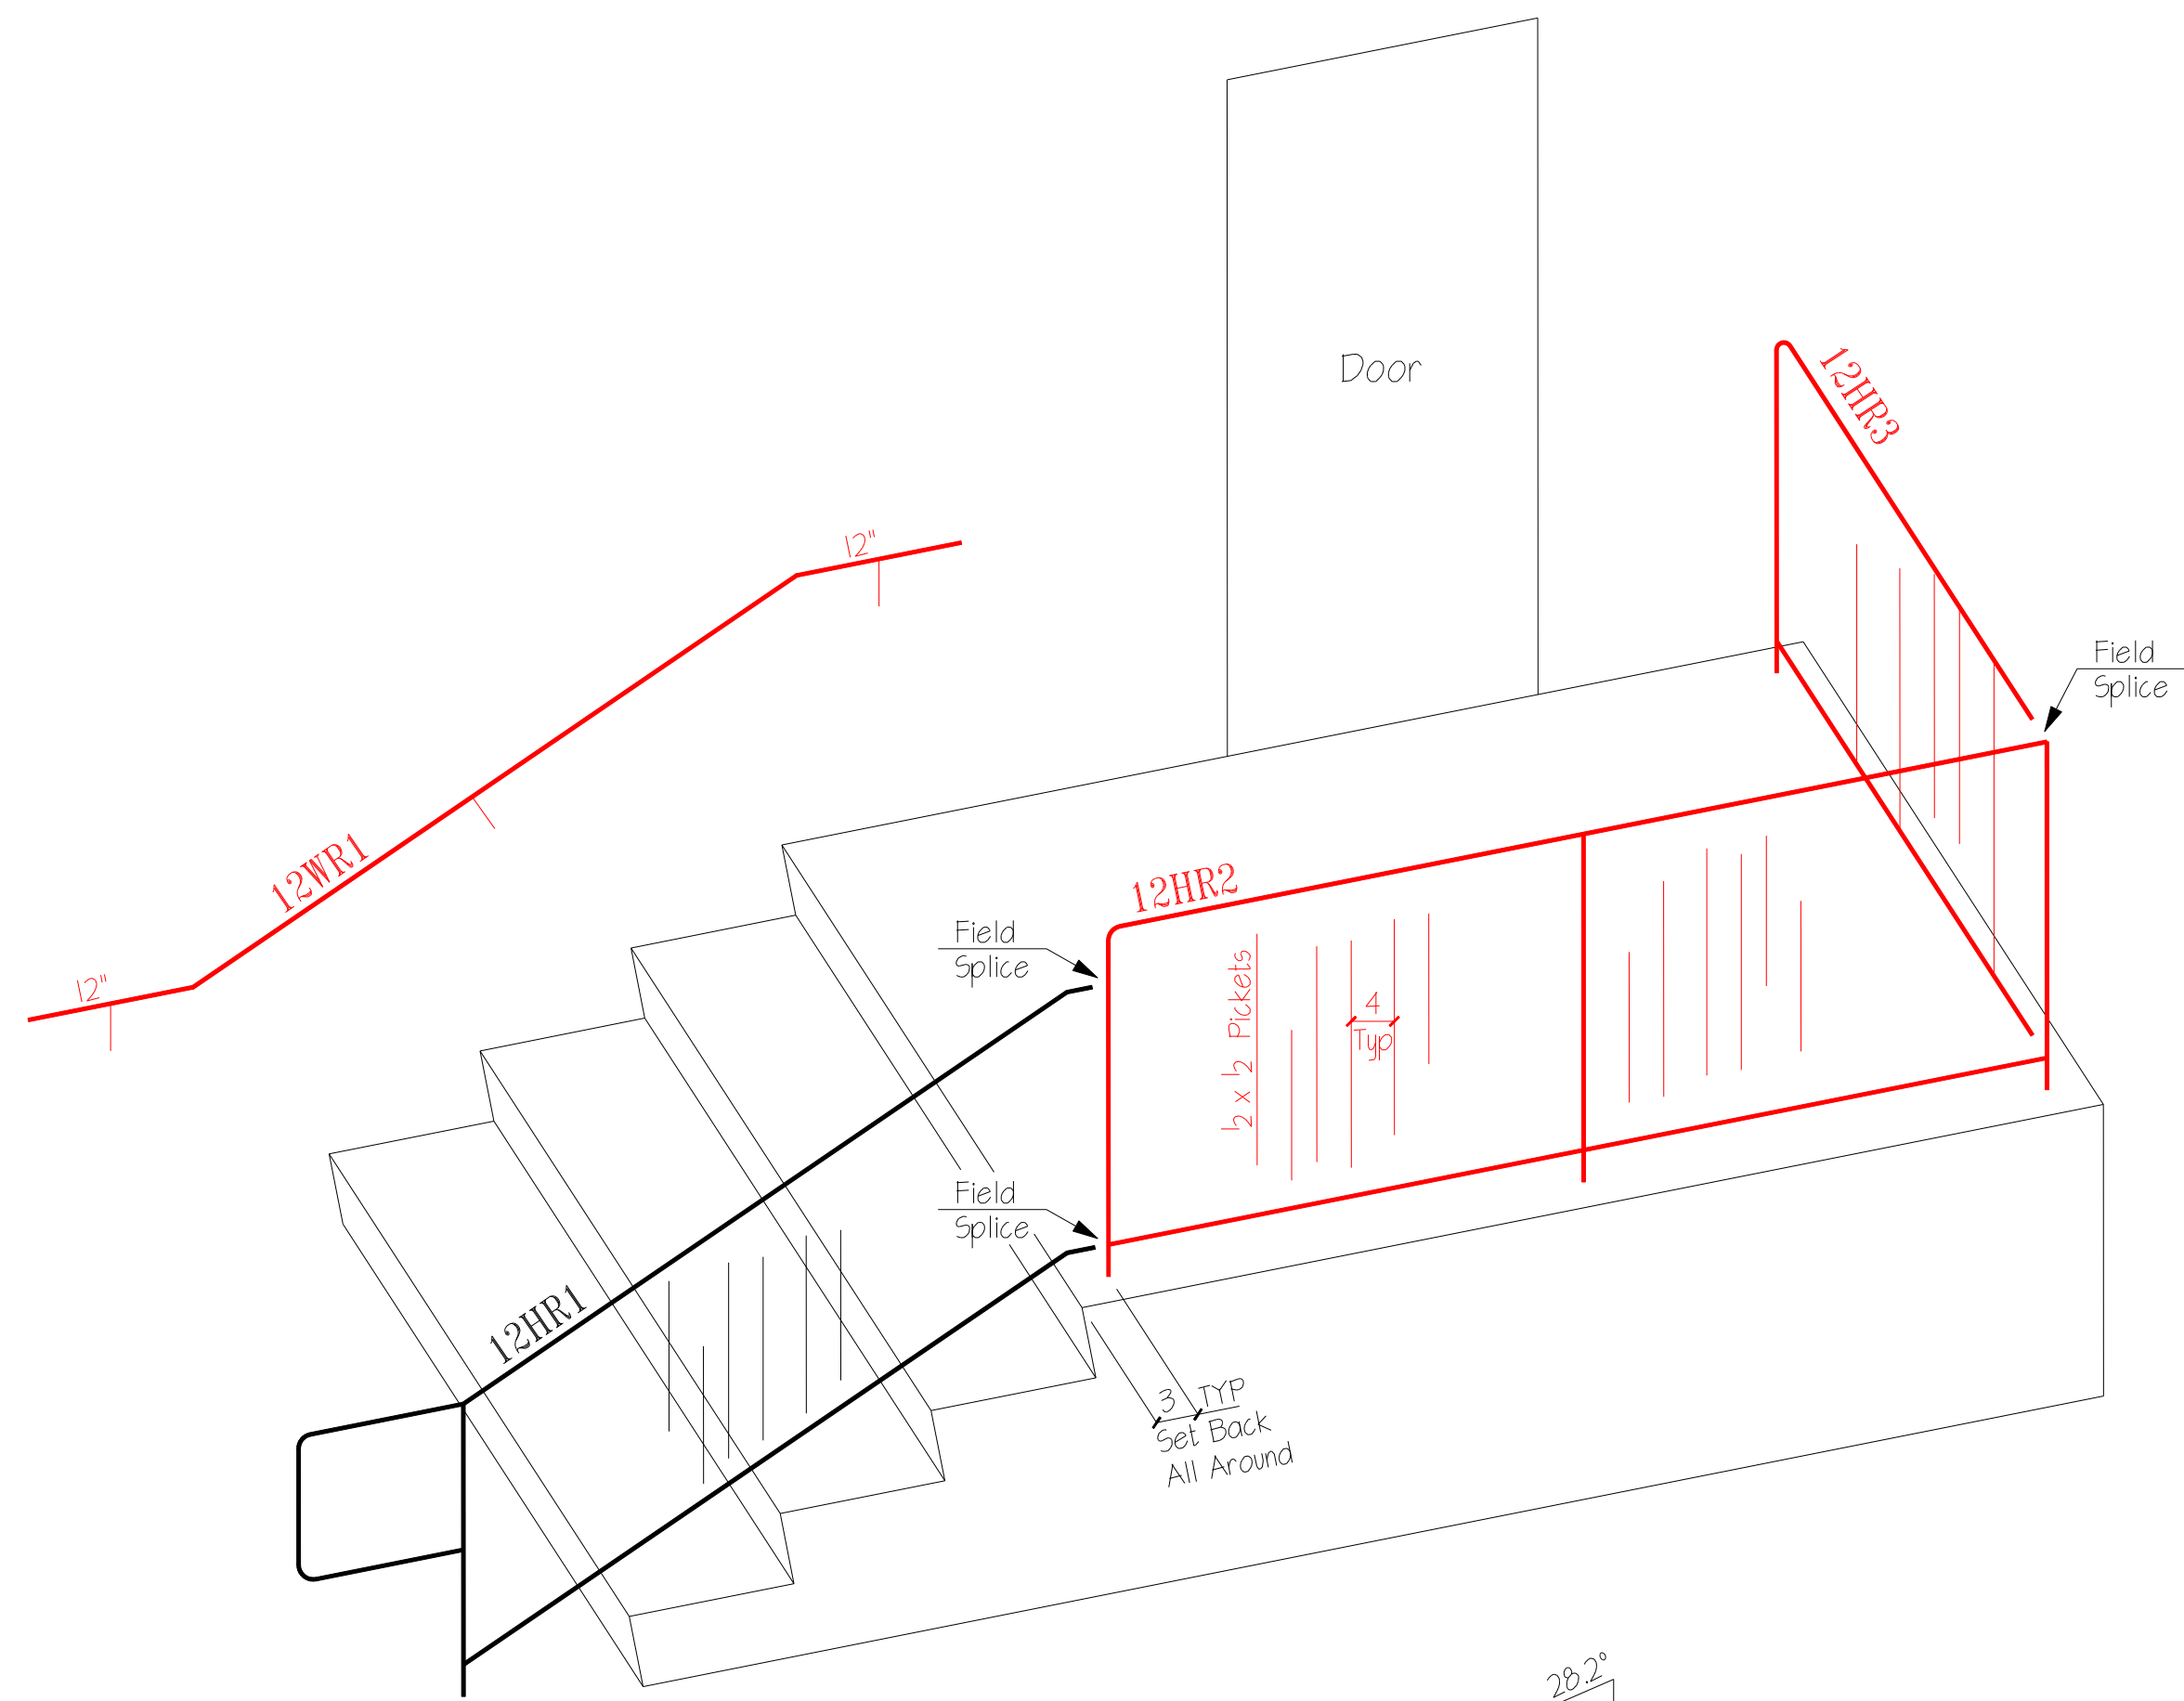 Door
12HR3
12"
Field
Splice
12WR1
12HR2
Field
Splice
12"
1/2 x 1/2 Pickets
4
Typ
Field
Splice
12HR1
3 TYP
Set Back
All Around
28.2°